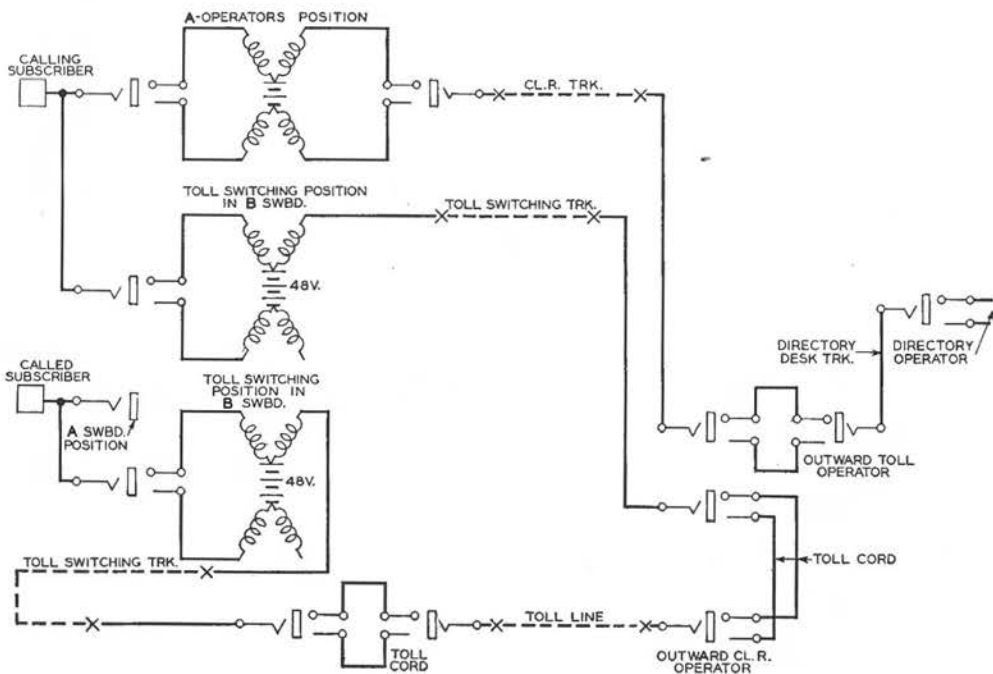 A-OPERATORS POSITION
CALLING
SUBSCRIBER
CL.R. TRK.
TOLL SWITCHING POSITION
IN B SWBD.
TOLL SWITCHING TRK.
48V.
CALLED
SUBSCRIBER
TOLL SWITCHING
POSITION IN
B SWBD.
A SWBD.
POSITION
48V.
DIRECTORY
DESK TRK.
DIRECTORY
OPERATOR
OUTWARD TOLL
OPERATOR
TOLL SWITCHING TRK.
TOLL CORD
TOLL LINE
TOLL
CORD
OUTWARD CL.R.
OPERATOR